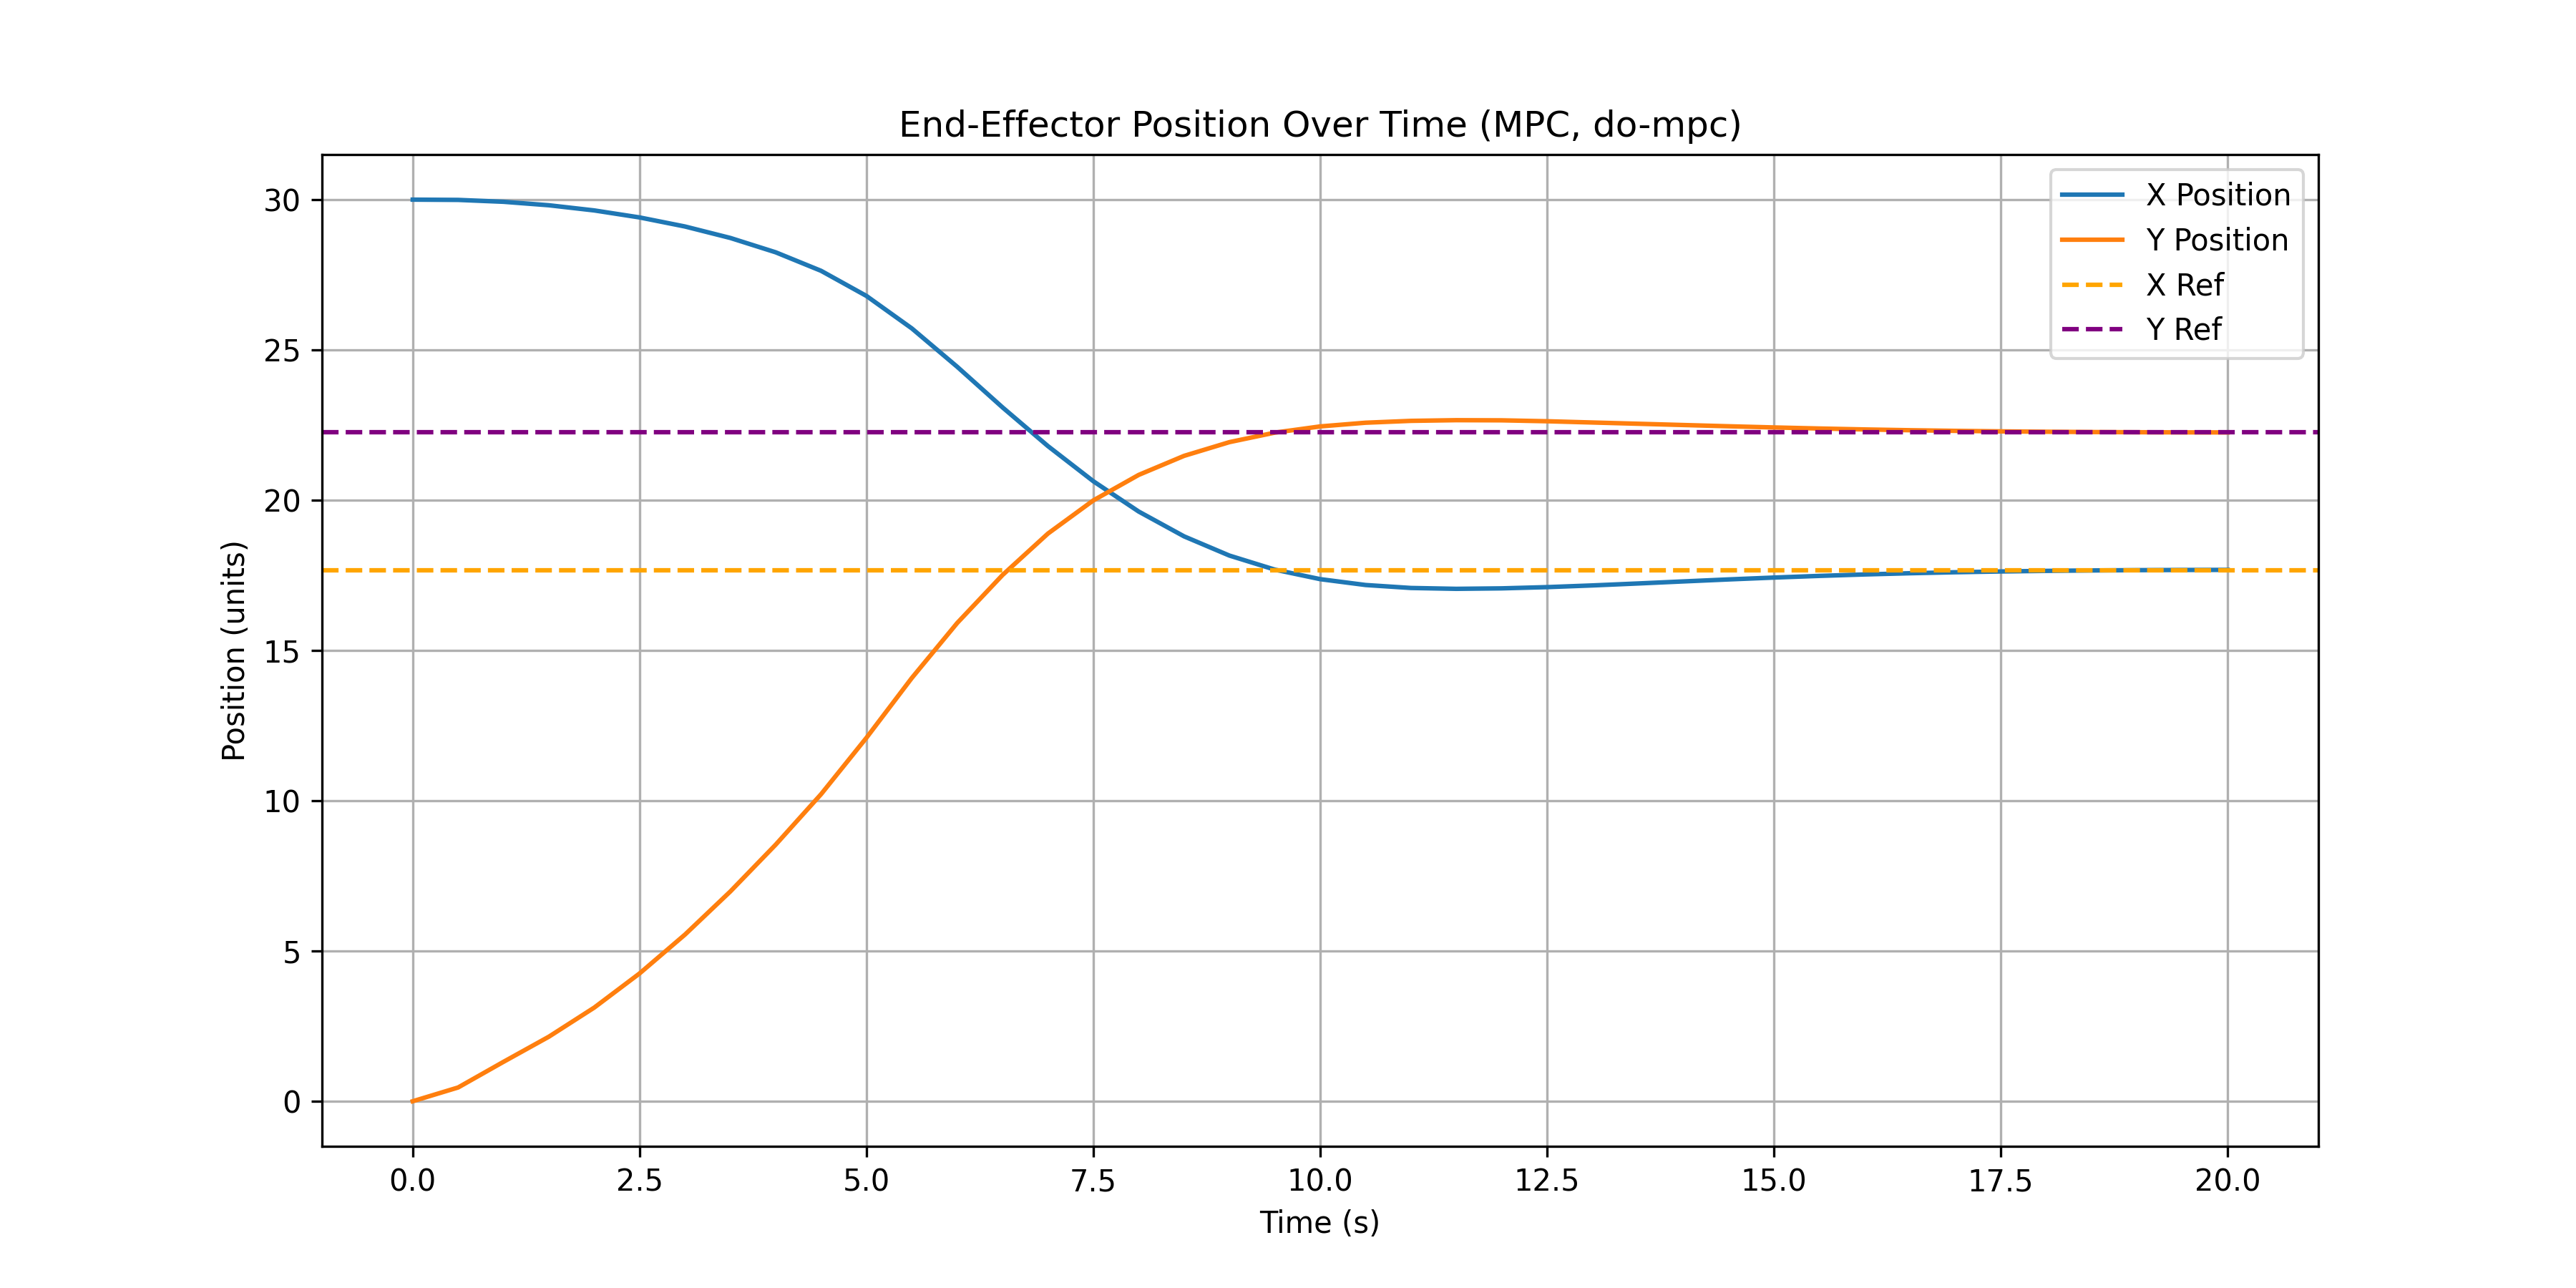 End-Effector Position Over Time (MPC, do-mpc)
X Position
Y Position
X Ref
Y Ref
Position (units)
30
25
20
15
10
5
0
0.0 2.5 5.0 7.5 10.0 12.5 15.0 17.5 20.0
Time (s)